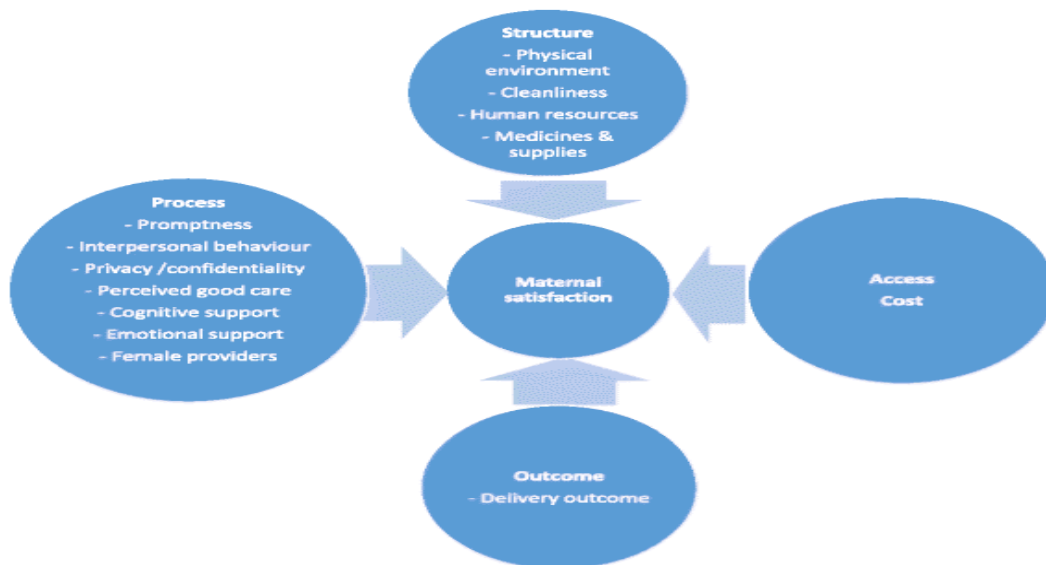 Structure
- Physical
environment
- Cleanliness
- Human resources
- Medicines &
supplies
Process
- Promptness
- Interpersonal behaviour
- Privacy /confidentiality
- Perceived good care
- Cognitive support
- Emotional support
- Female providers
Maternal
satisfaction
Access
Cost
Outcome
- Delivery outcome